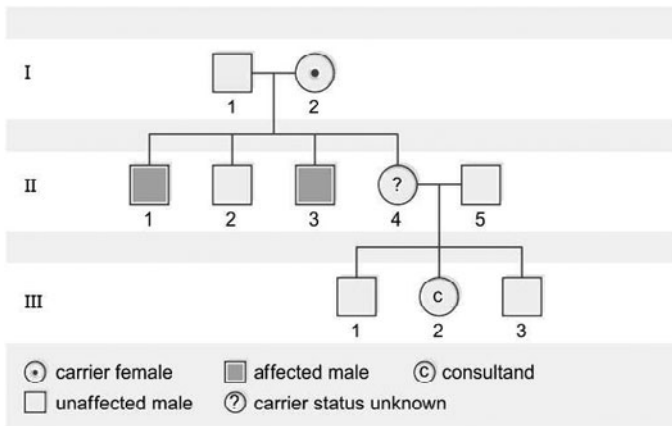 I
1 2
II
?
1 2 3 4 5
III
C
1 2 3
carrier female affected male C consultand
unaffected male ? carrier status unknown